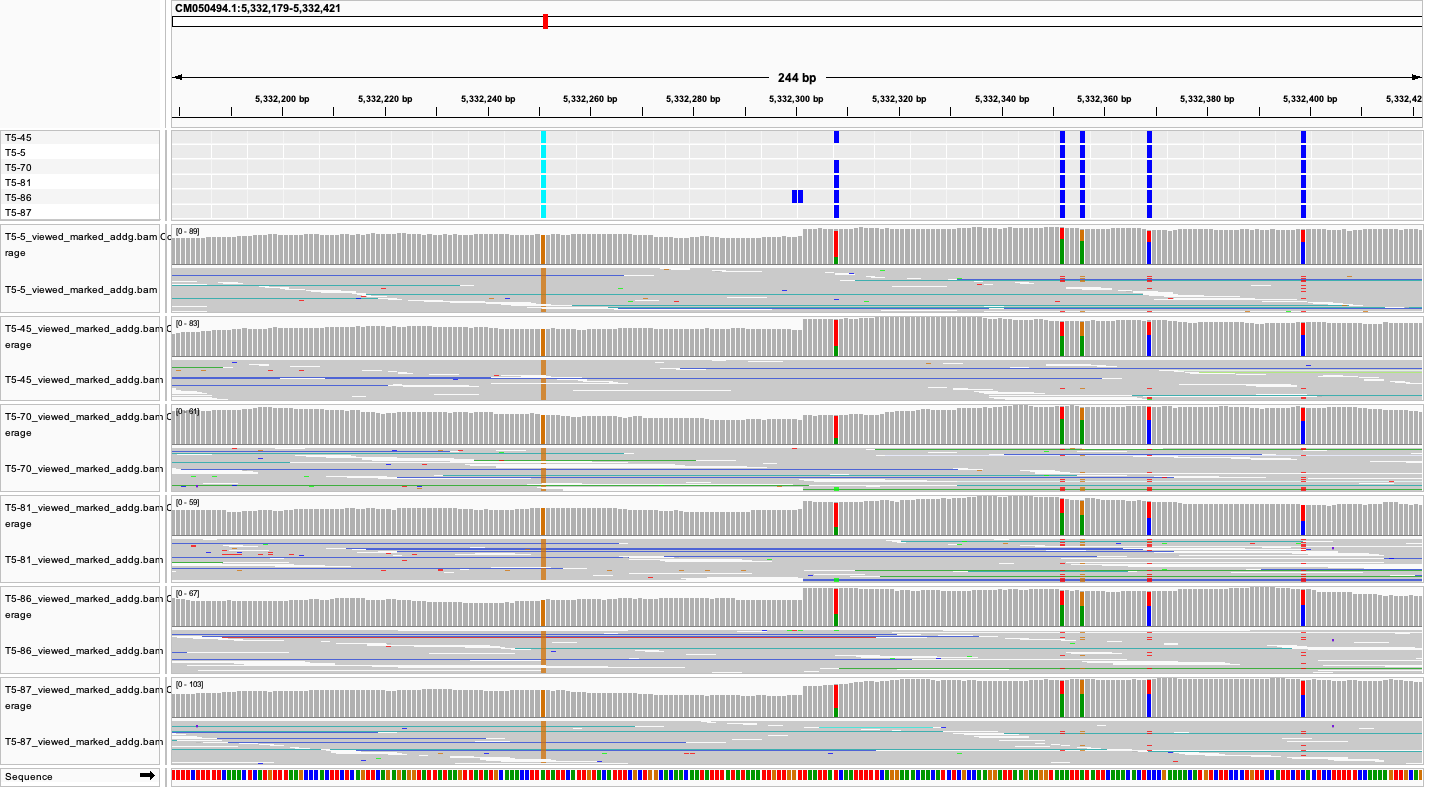 CM050494.1:5,332,179-5,332,421
244 bp
5,332,200 bp 5,332,220 bp 5,332,240 bp 5,332,260 bp 5,332,280 bp 5,332,300 bp 5,332,320 bp 5,332,340 bp 5,332,360 bp 5,332,380 bp 5,332,400 bp 5,332,42
T5-45
T5-5
T5-70
T5-81
T5-86
T5-87
T5-5_viewed_marked_addg.bam Co
rage
[0 - 89]
T5-5_viewed_marked_addg.bam
T5-45_viewed_marked_addg.bam C
erage
[0 - 83]
T5-45_viewed_marked_addg.bam
T5-70_viewed_marked_addg.bam C
erage
[0 - 61]
T5-70_viewed_marked_addg.bam
T5-81_viewed_marked_addg.bam C
erage
[0 - 59]
T5-81_viewed_marked_addg.bam
T5-86_viewed_marked_addg.bam C
erage
[0 - 67]
T5-86_viewed_marked_addg.bam
T5-87_viewed_marked_addg.bam C
erage
[0 - 103]
T5-87_viewed_marked_addg.bam
Sequence